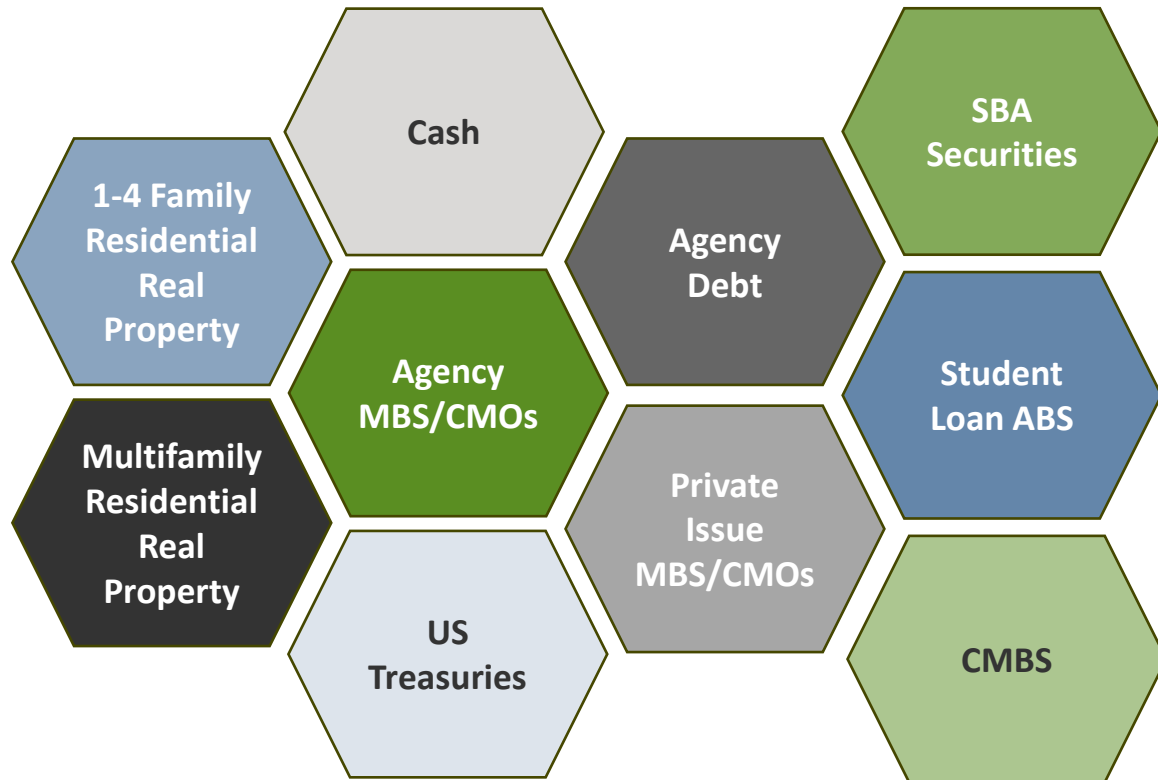 Cash
SBA
Securities
1-4 Family
Residential
Real
Property
Agency
Debt
Agency
MBS/CMOs
Student
Loan ABS
Multifamily
Residential
Real
Property
Private
Issue
MBS/CMOs
US
Treasuries
CMBS